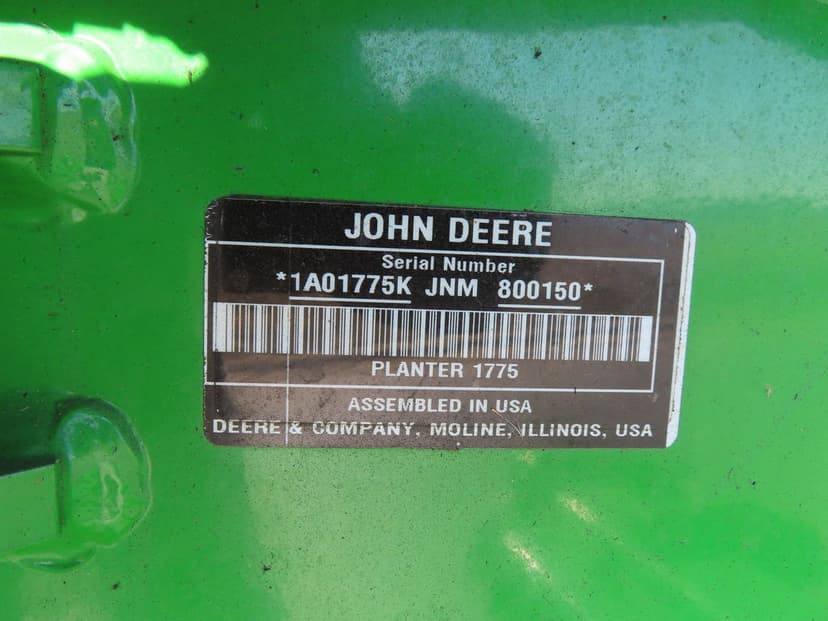 JOHN DEERE
Serial Number
*1A01775K JNM 800150*
PLANTER 1775
ASSEMBLED IN USA
DEERE & COMPANY, MOLINE, ILLINOIS, USA